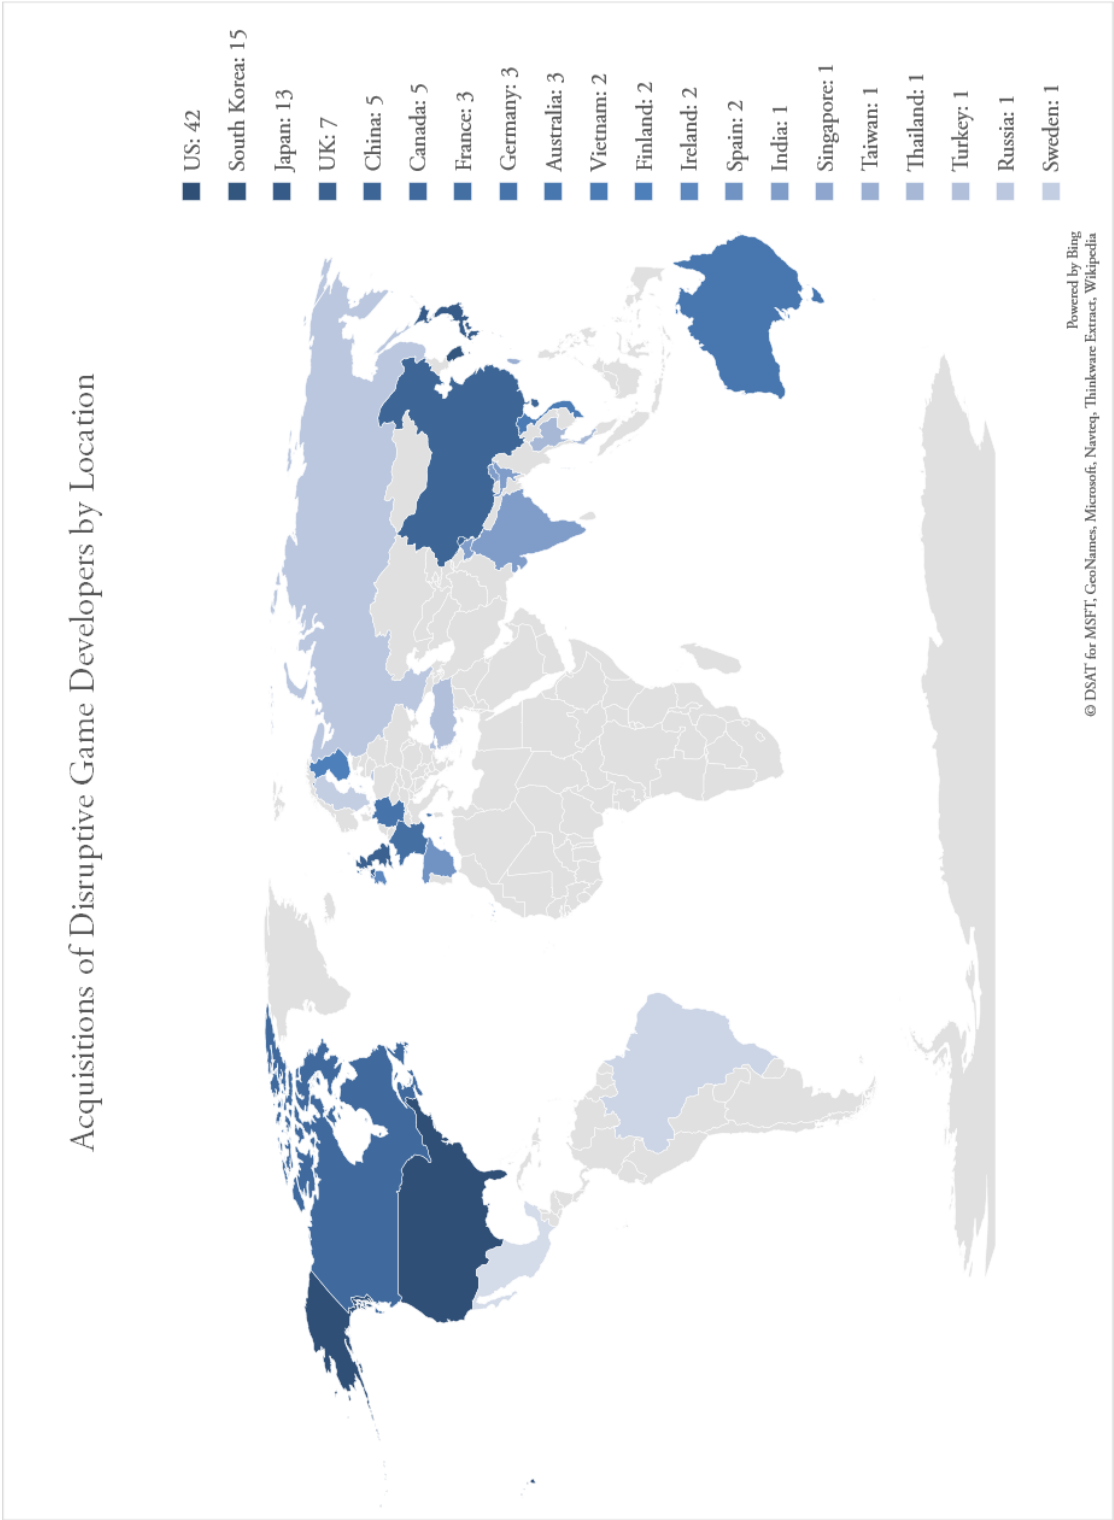 Acquisitions of Disruptive Game Developers by Location
US: 42
South Korea: 15
Japan: 13
UK: 7
China: 5
Canada: 5
France: 3
Germany: 3
Australia: 3
Vietnam: 2
Finland: 2
Ireland: 2
Spain: 2
India: 1
Singapore: 1
Taiwan: 1
Thailand: 1
Turkey: 1
Russia: 1
Sweden: 1
Powered by Bing
© DSAT for MSFT, GeoNames, Microsoft, Navteq, Thinkware Extract, Wikipedia